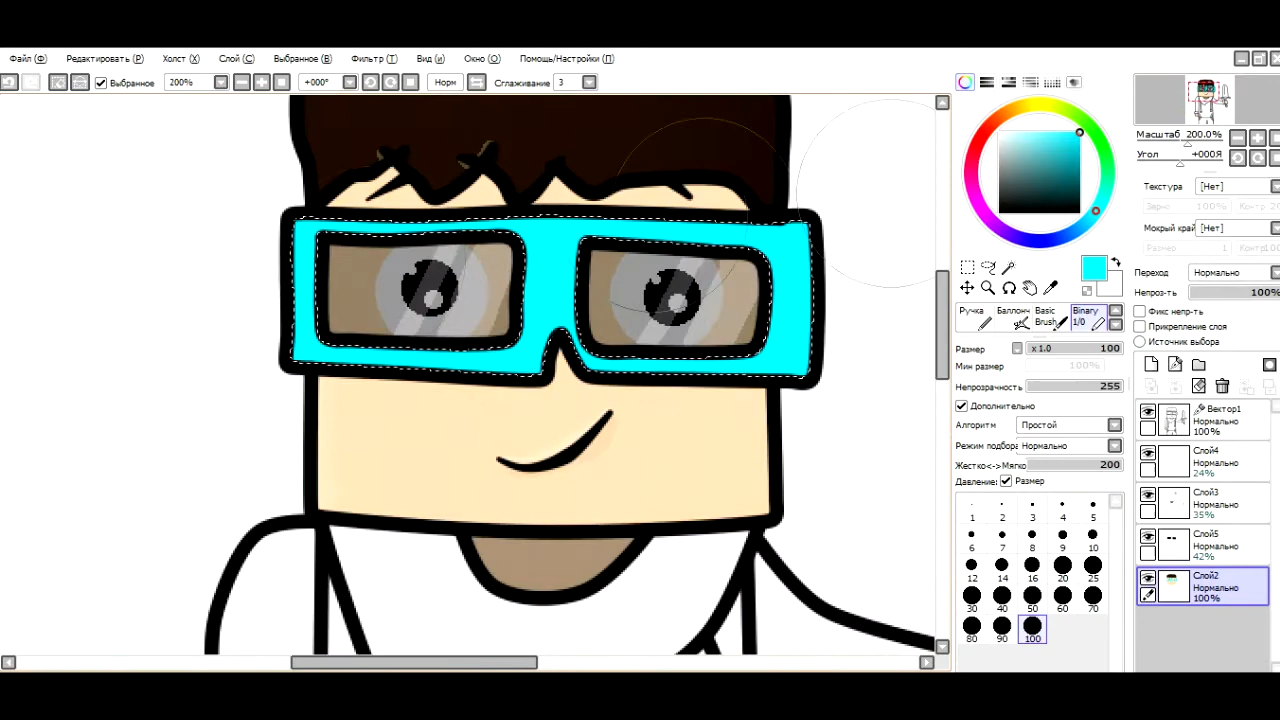 Файл (Ф) Редактировать (Р) Холст (Х) Слой (С) Выбранное (В) Фильтр (Т) Вид (и) Окно (О) Помощь/Настройки (П)
Выбранное 200% +000° Норм Сглаживание 3
Масштаб 200.0%
Угол +000Я
Текстура [Нет]
100%
Мокрый край [Нет]
Размер 1
Переход Нормально
Непроз-ть 100%
Фикс непр-ть
Прикрепление слоя
Источник выбора
Ручка Баллонч Basic Brush Binary 1/0
Размер x 1.0 100
Мин размер 100%
Непрозрачность 255
Дополнительно
Алгоритм Простой
Режим подбора Нормально
Жестко<->Мягко 200
Давление: Размер
1 2 3 4 5
6 7 8 9 10
12 14 16 20 25
30 40 50 60 70
80 90 100
Вектор1
Нормально
100%
Слой4
Нормально
24%
Слой3
Нормально
35%
Слой5
Нормально
42%
Слой2
Нормально
100%